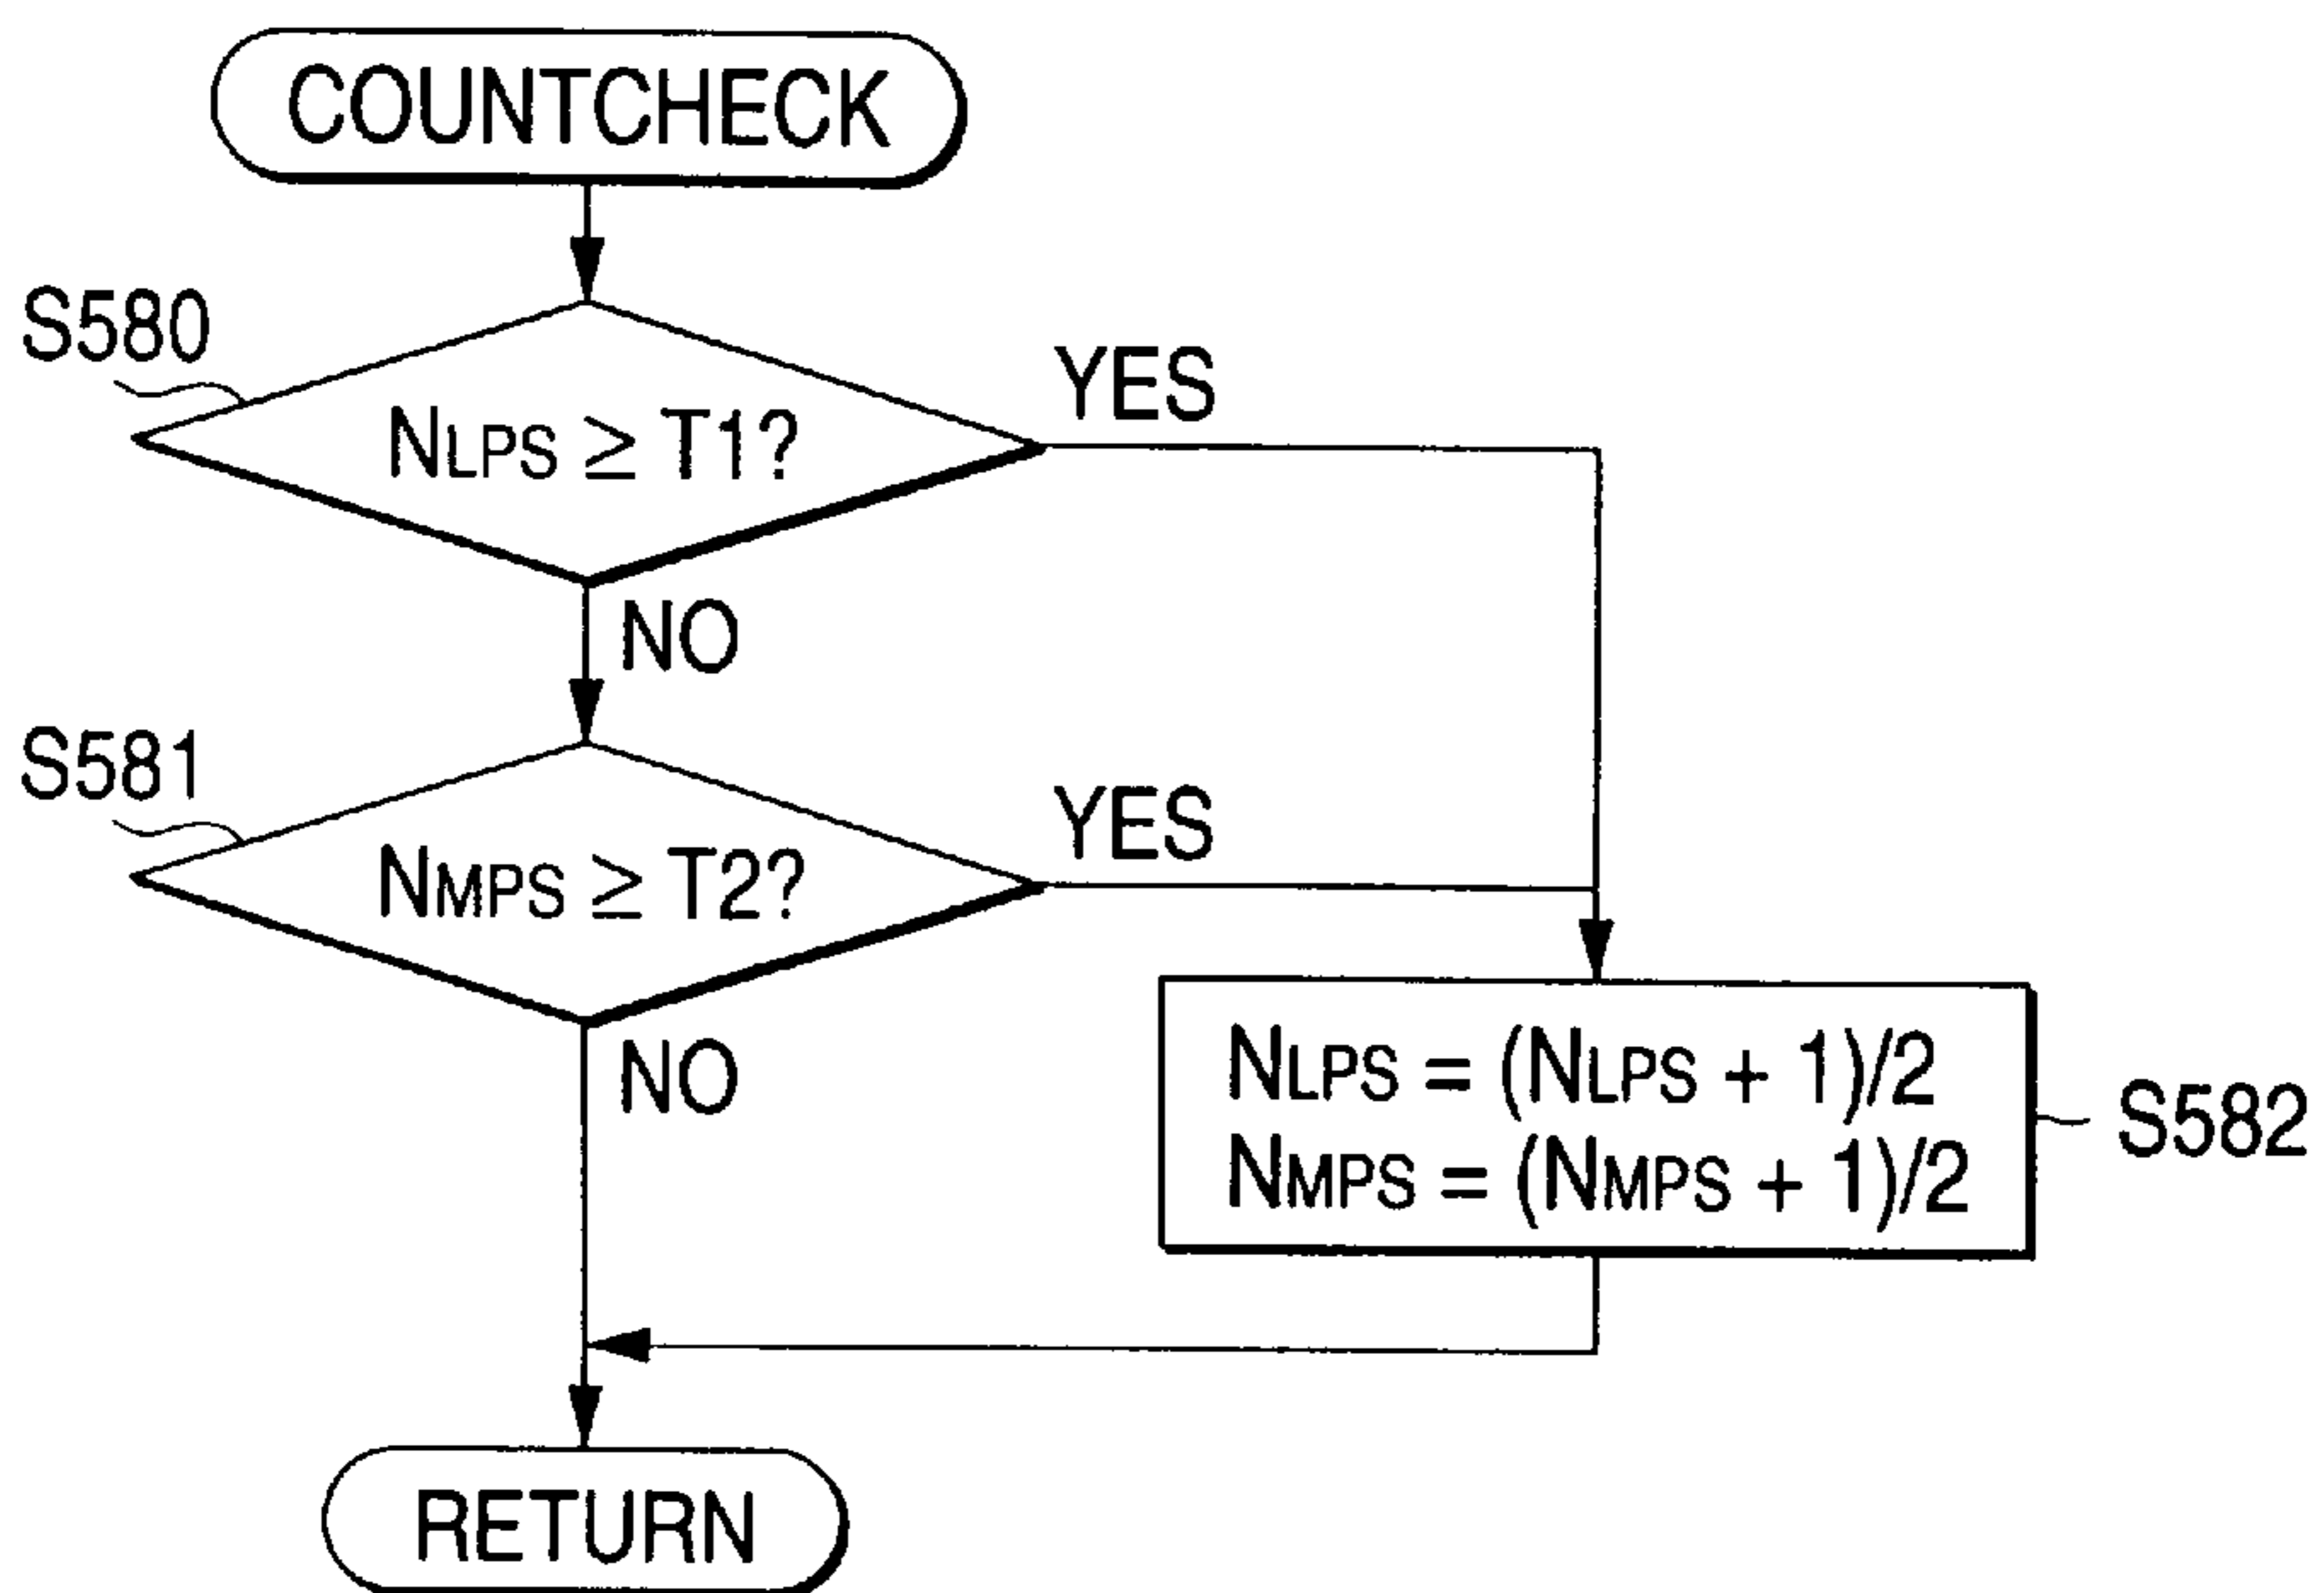 COUNTCHECK
S580
YES
NLPS ≥ T1?
NO
S581
YES
NMPS ≥ T2?
NO
NLPS = (NLPS + 1)/2
NMPS = (NMPS + 1)/2
S582
RETURN